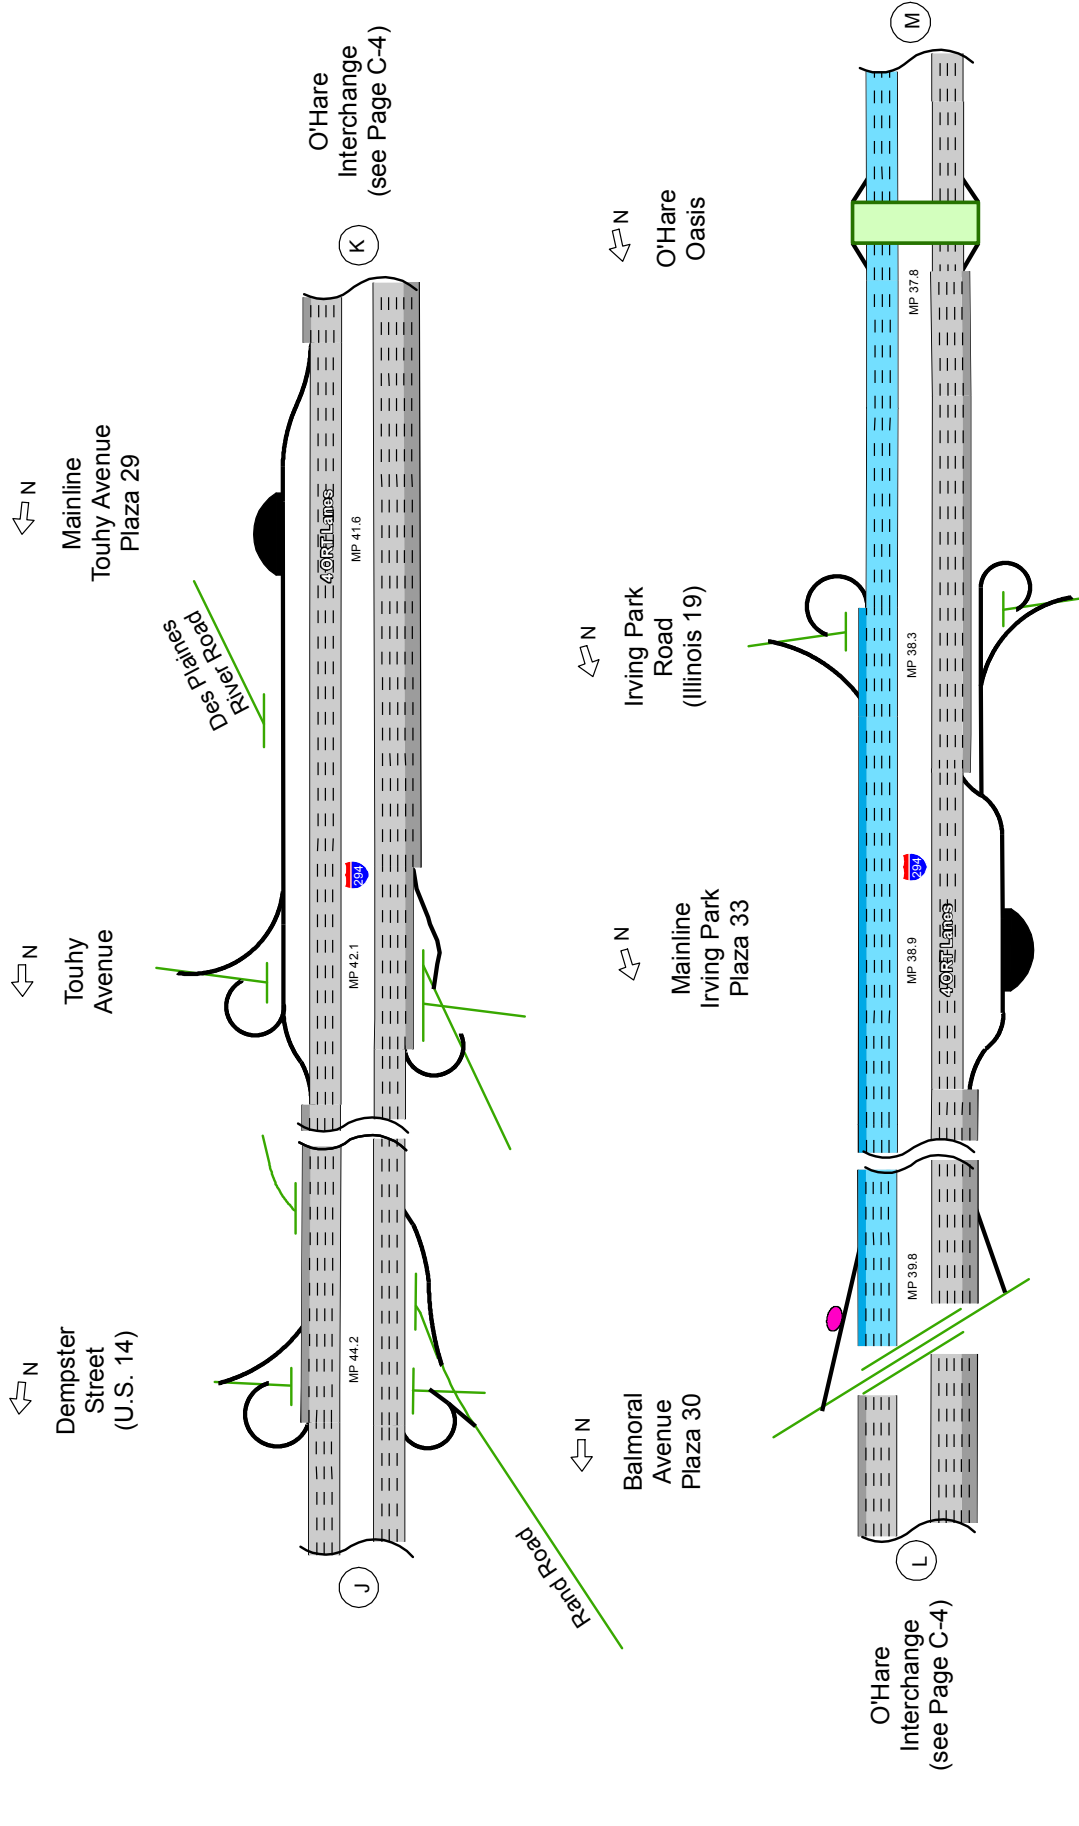 Dempster
Street
(U.S. 14)
N
Touhy
Avenue
N
Mainline
Touhy Avenue
Plaza 29
N
Des Plaines
River Road
O'Hare
Interchange
(see Page C-4)
J
K
MP 44.2
MP 42.1
294
MP 41.6
4 ORT Lanes
Rand Road
O'Hare
Interchange
(see Page C-4)
Balmoral
Avenue
Plaza 30
N
Mainline
Irving Park
Plaza 33
N
Irving Park
Road
(Illinois 19)
N
O'Hare
Oasis
N
L
M
MP 39.8
MP 38.9
294
MP 38.3
MP 37.8
4 ORT Lanes